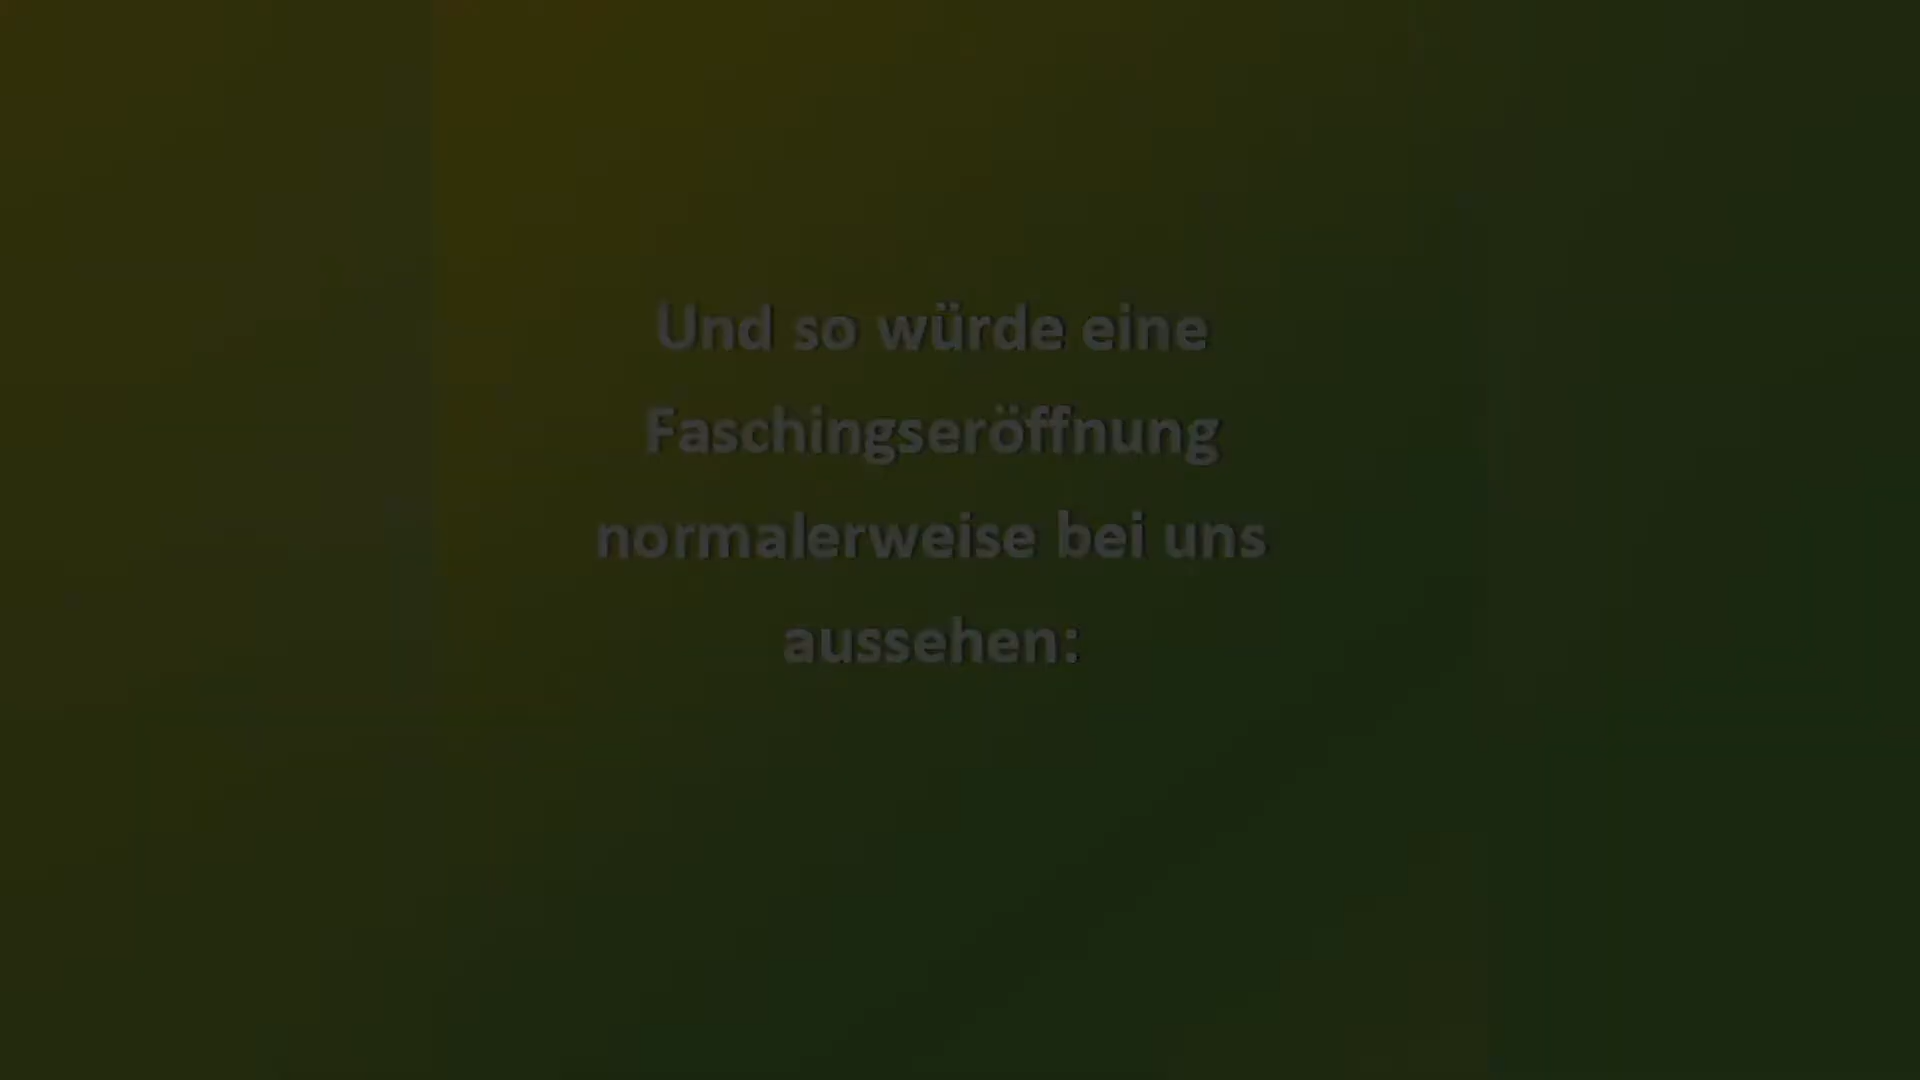 Und so würde eine
Faschingseröffnung
normalerweise bei uns
aussehen: